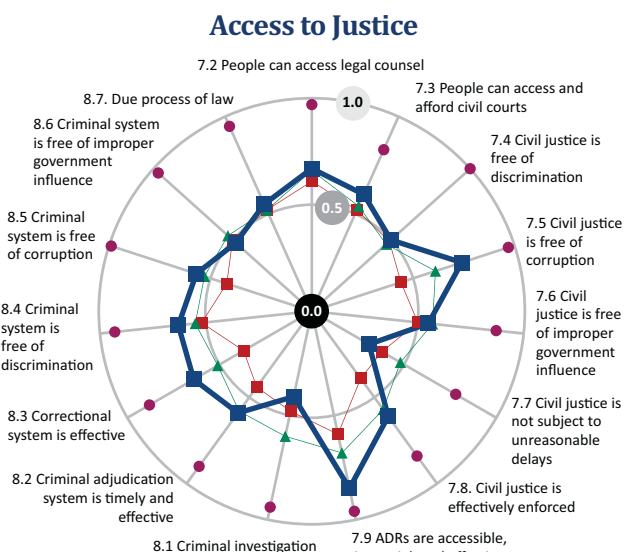 Access to Justice
7.2 People can access legal counsel
7.3 People can access and
afford civil courts
7.4 Civil justice is
free of
discrimination
7.5 Civil justice
is free of
corruption
7.6 Civil
justice is free
of improper
government
influence
7.7 Civil justice is
not subject to
unreasonable
delays
7.8. Civil justice is
effectively enforced
7.9 ADRs are accessible,
8.1 Criminal investigation
8.2 Criminal adjudication
system is timely and
effective
8.3 Correctional
system is effective
8.4 Criminal
system is
free of
discrimination
8.5 Criminal
system is free
of corruption
8.6 Criminal system
is free of improper
government
influence
8.7. Due process of law
1.0
0.5
0.0